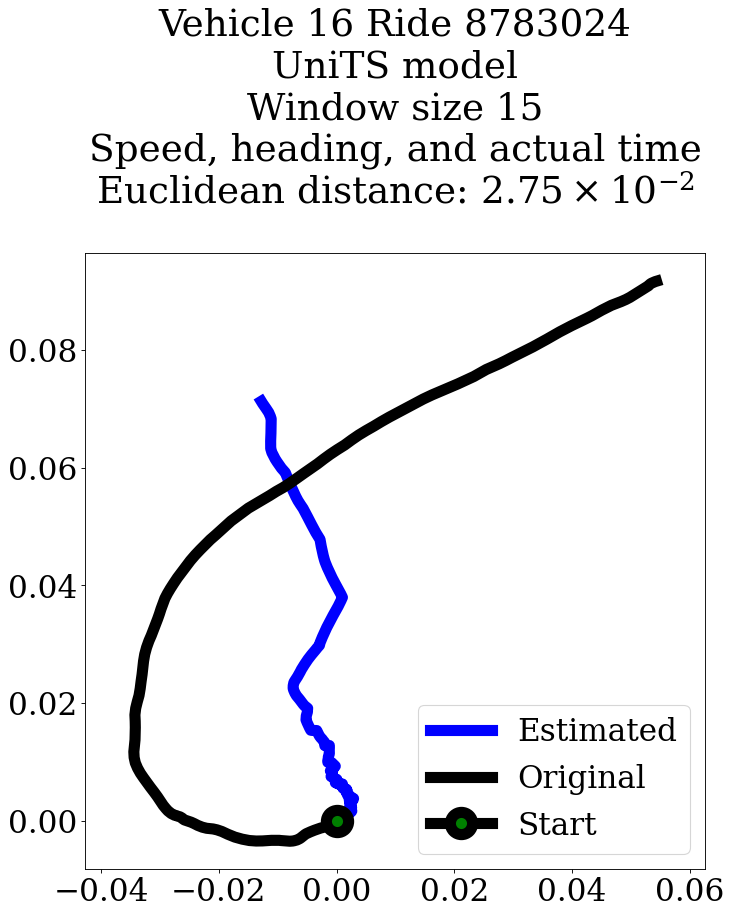 Vehicle 16 Ride 8783024
UniTS model
Window size 15
Speed, heading, and actual time
Euclidean distance: 2.75 × 10⁻²
0.08
0.06
0.04
0.02
0.00
Estimated
Original
Start
−0.04 −0.02 0.00 0.02 0.04 0.06